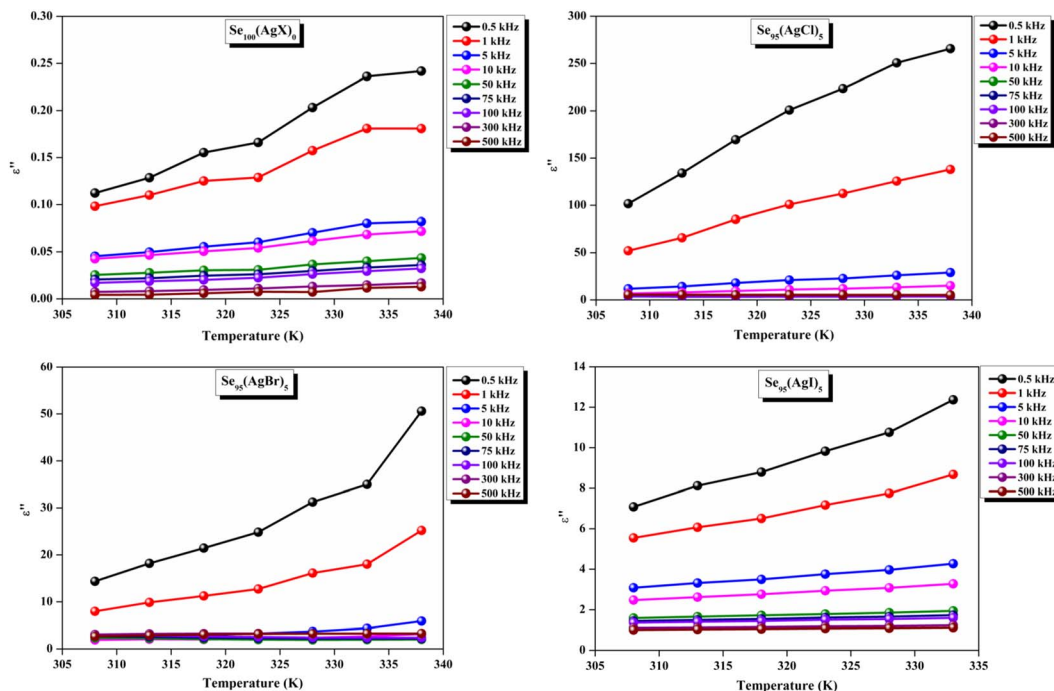 Se100(AgX)0
0.30
0.25
0.20
0.15
0.10
0.05
0.00
ε''
305 310 315 320 325 330 335 340
Temperature (K)
0.5 kHz
1 kHz
5 kHz
10 kHz
50 kHz
75 kHz
100 kHz
300 kHz
500 kHz
Se95(AgCl)5
300
250
200
150
100
50
0
ε''
305 310 315 320 325 330 335 340
Temperature (K)
0.5 kHz
1 kHz
5 kHz
10 kHz
50 kHz
75 kHz
100 kHz
300 kHz
500 kHz
Se95(AgBr)5
60
50
40
30
20
10
0
ε''
305 310 315 320 325 330 335 340
Temperature (K)
0.5 kHz
1 kHz
5 kHz
10 kHz
50 kHz
75 kHz
100 kHz
300 kHz
500 kHz
Se95(AgI)5
14
12
10
8
6
4
2
0
ε''
305 310 315 320 325 330 335
Temperature (K)
0.5 kHz
1 kHz
5 kHz
10 kHz
50 kHz
75 kHz
100 kHz
300 kHz
500 kHz